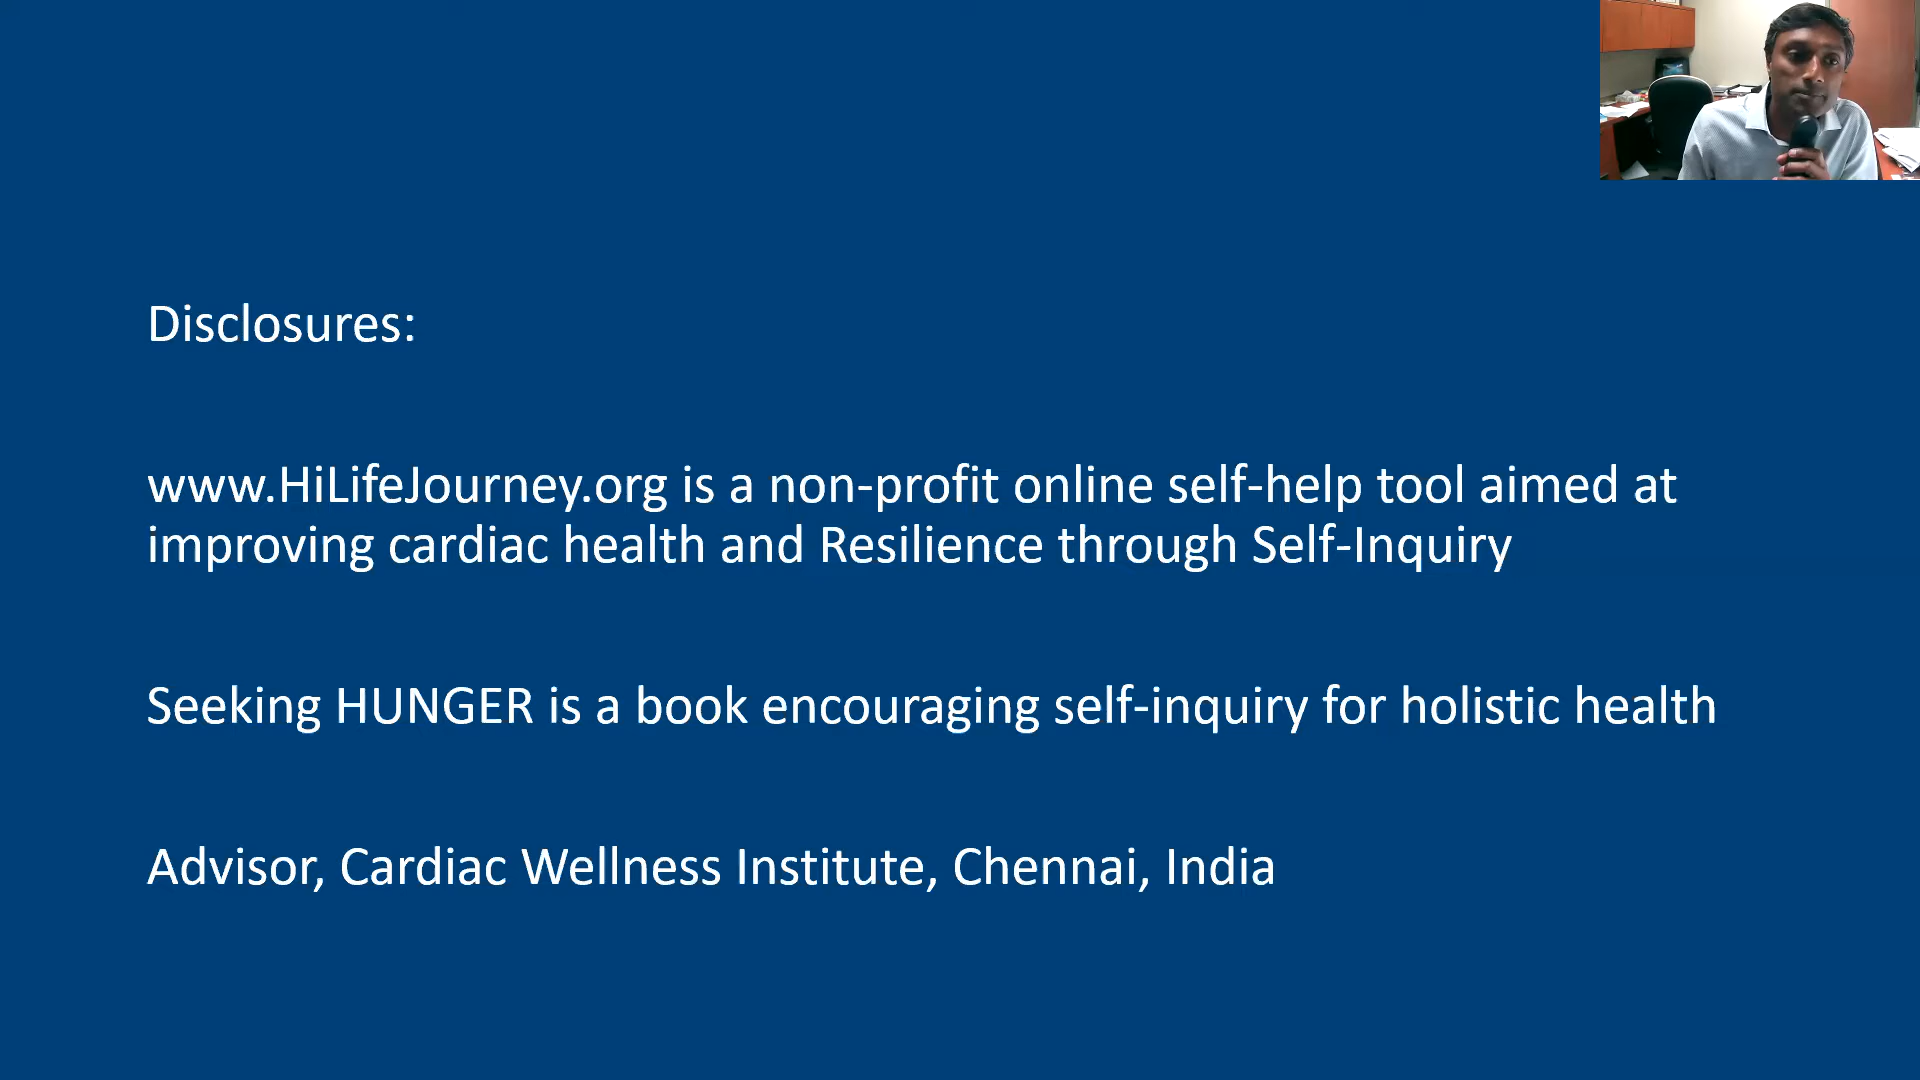 Disclosures:
www.HiLifeJourney.org is a non-profit online self-help tool aimed at
improving cardiac health and Resilience through Self-Inquiry
Seeking HUNGER is a book encouraging self-inquiry for holistic health
Advisor, Cardiac Wellness Institute, Chennai, India